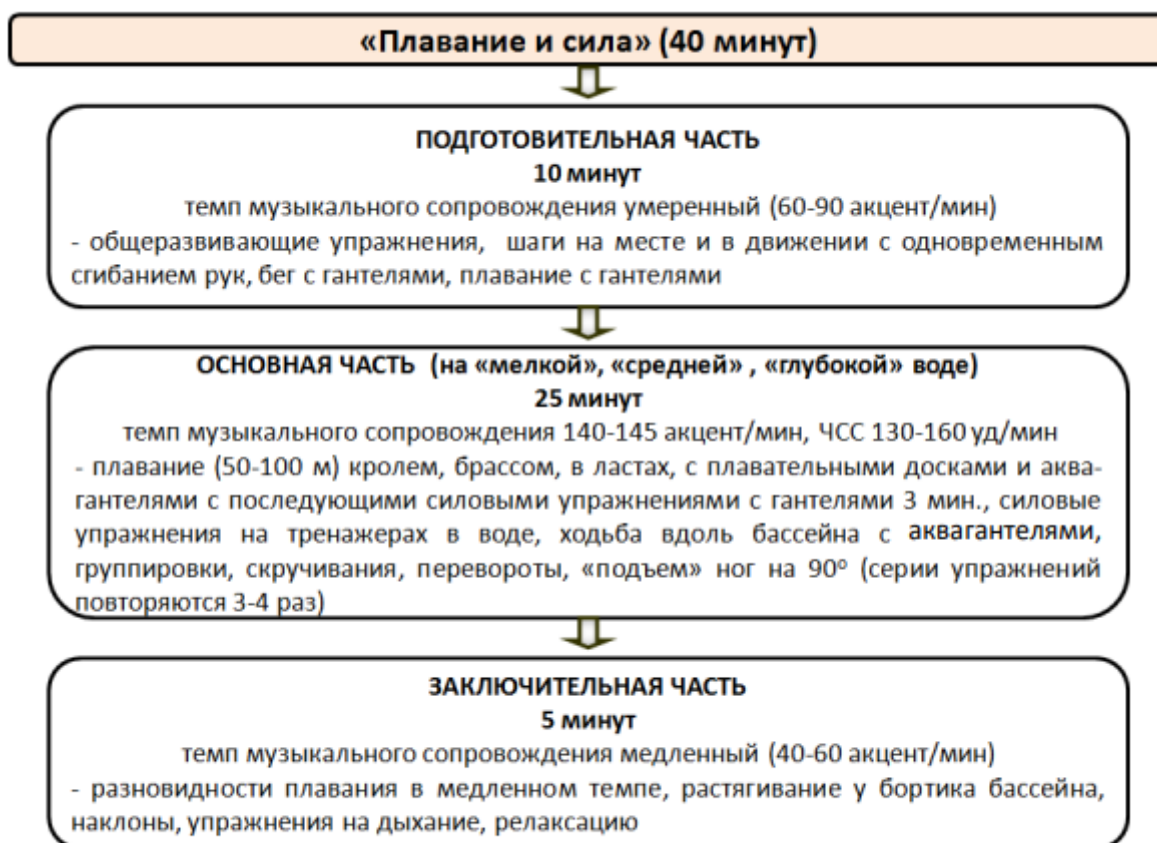 «Плавание и сила» (40 минут)
ПОДГОТОВИТЕЛЬНАЯ ЧАСТЬ
10 минут
темп музыкального сопровождения умеренный (60-90 акцент/мин)
- общеразвивающие упражнения, шаги на месте и в движении с одновременным
сгибанием рук, бег с гантелями, плавание с гантелями
ОСНОВНАЯ ЧАСТЬ (на «мелкой», «средней» , «глубокой» воде)
25 минут
темп музыкального сопровождения 140-145 акцент/мин, ЧСС 130-160 уд/мин
- плавание (50-100 м) кролем, брассом, в ластах, с плавательными досками и аква-
гантелями с последующими силовыми упражнениями с гантелями 3 мин., силовые
упражнения на тренажерах в воде, ходьба вдоль бассейна с аквагантелями,
группировки, скручивания, перевороты, «подъем» ног на 90° (серии упражнений
повторяются 3-4 раз)
ЗАКЛЮЧИТЕЛЬНАЯ ЧАСТЬ
5 минут
темп музыкального сопровождения медленный (40-60 акцент/мин)
- разновидности плавания в медленном темпе, растягивание у бортика бассейна,
наклоны, упражнения на дыхание, релаксацию